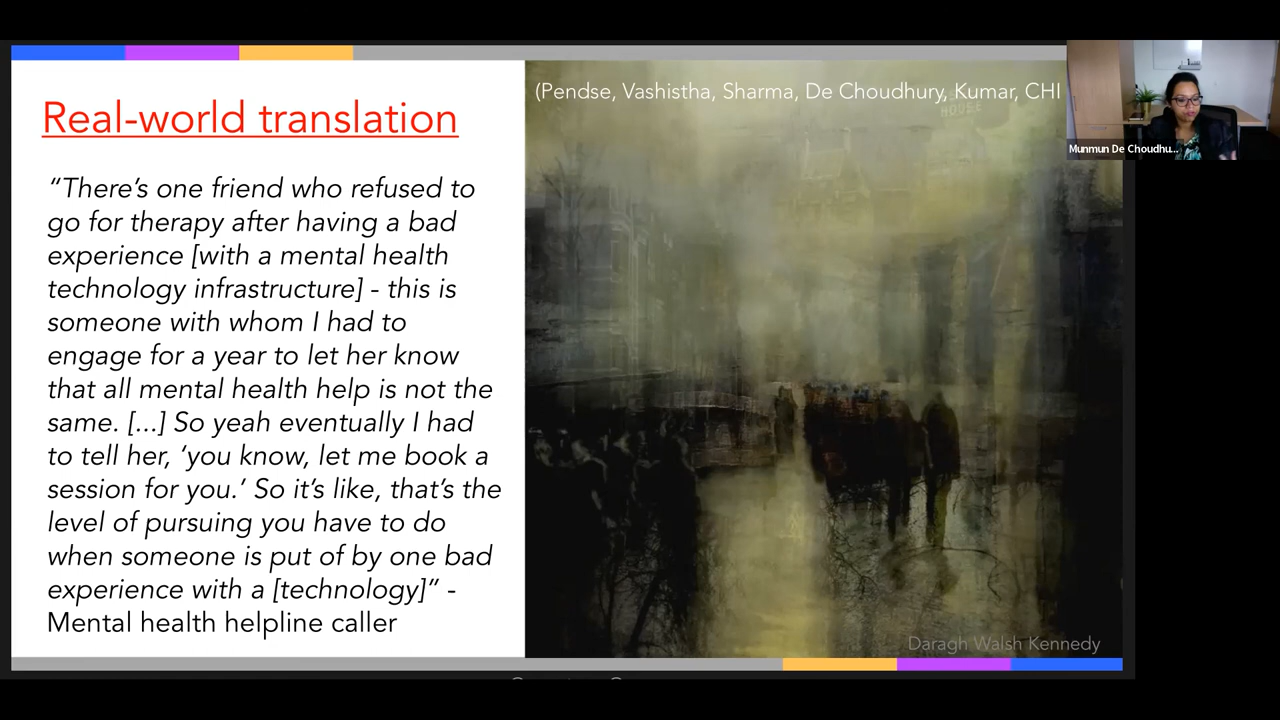 Real-world translation
“There’s one friend who refused to
go for therapy after having a bad
experience [with a mental health
technology infrastructure] - this is
someone with whom I had to
engage for a year to let her know
that all mental health help is not the
same. [...] So yeah eventually I had
to tell her, ‘you know, let me book a
session for you.’ So it’s like, that’s the
level of pursuing you have to do
when someone is put of by one bad
experience with a [technology]” -
Mental health helpline caller
(Pendse, Vashistha, Sharma, De Choudhury, Kumar, CHI
HOUSE
Daragh Walsh Kennedy
Munmun De Choudhu...